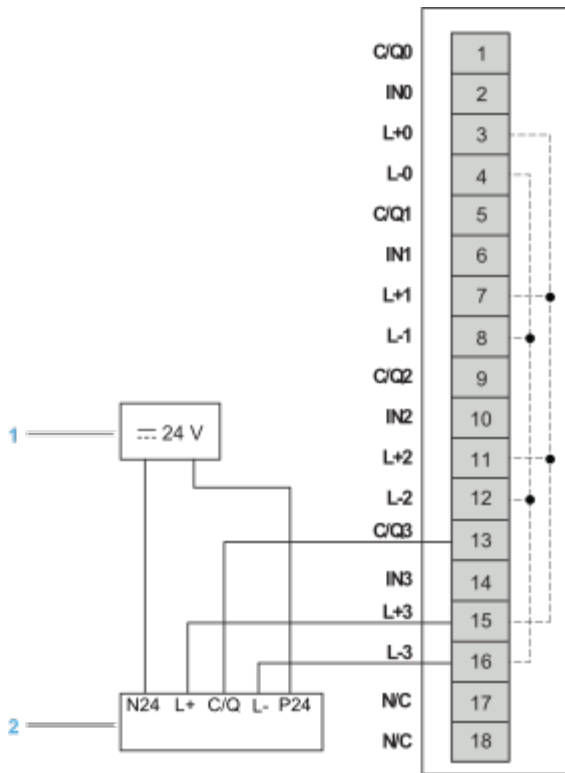 C/Q0 1
IN0 2
L+0 3
L-0 4
C/Q1 5
IN1 6
L+1 7
L-1 8
C/Q2 9
IN2 10
L+2 11
L-2 12
C/Q3 13
IN3 14
L+3 15
L-3 16
N/C 17
N/C 18
1 ⎓ 24 V
2 N24 L+ C/Q L- P24